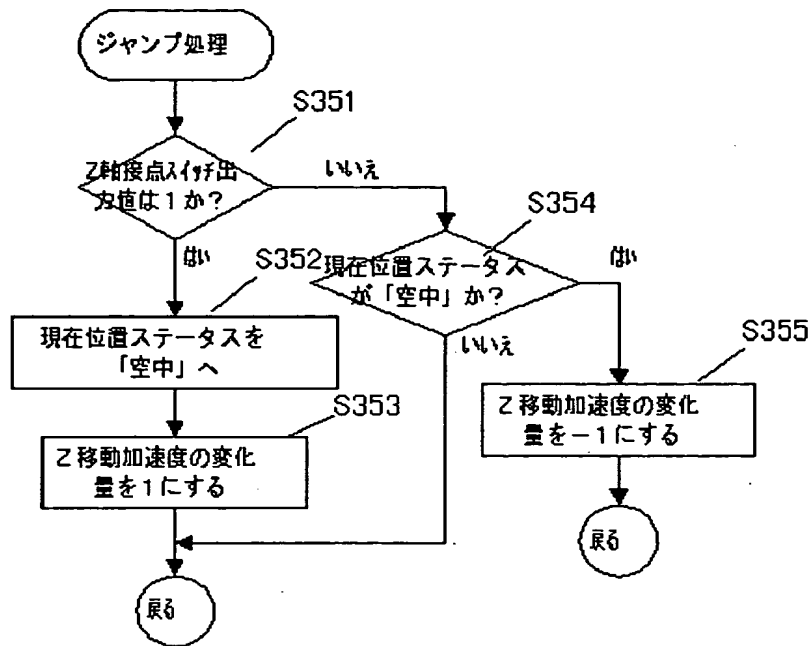 ジャンプ処理
S351
Z軸接点スイッチ出
力値は1か?
いいえ
はい
S354
現在位置ステータス
が「空中」か?
はい
いいえ
S352
現在位置ステータスを
「空中」へ
S355
Z移動加速度の変化
量を－1にする
S353
Z移動加速度の変化
量を1にする
戻る
戻る